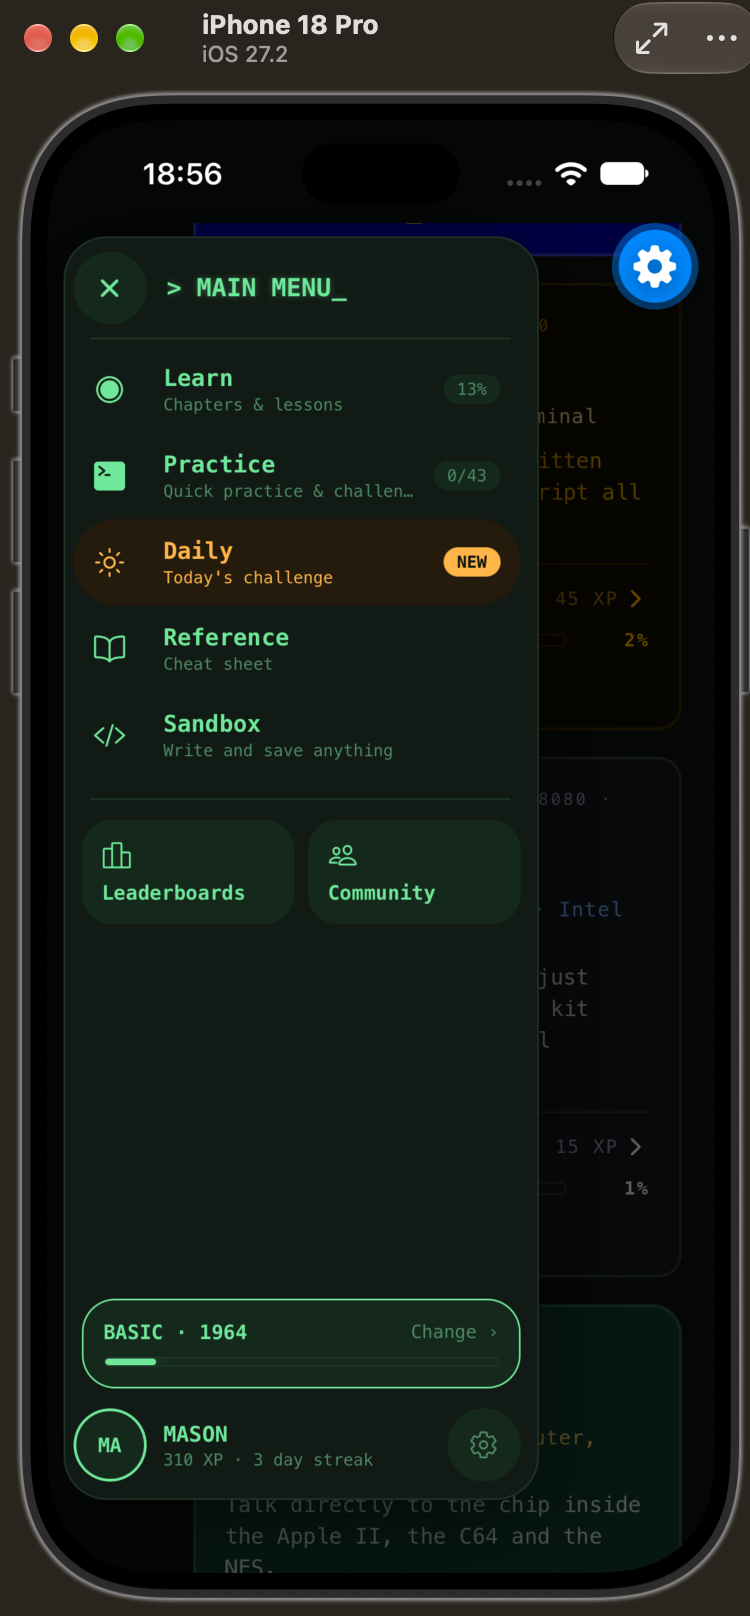 iPhone 18 Pro
iOS 27.2
18:56
> MAIN MENU_
Learn
Chapters & lessons
13%
Practice
Quick practice & challen…
0/43
Daily
Today's challenge
NEW
Reference
Cheat sheet
Sandbox
Write and save anything
Leaderboards
Community
BASIC · 1964
Change ›
MA
MASON
310 XP · 3 day streak
0
minal
itten
ript all
45 XP
2%
8080 ·
· Intel
just
kit
l
15 XP
1%
uter,
Talk directly to the chip inside
the Apple II, the C64 and the
NES.